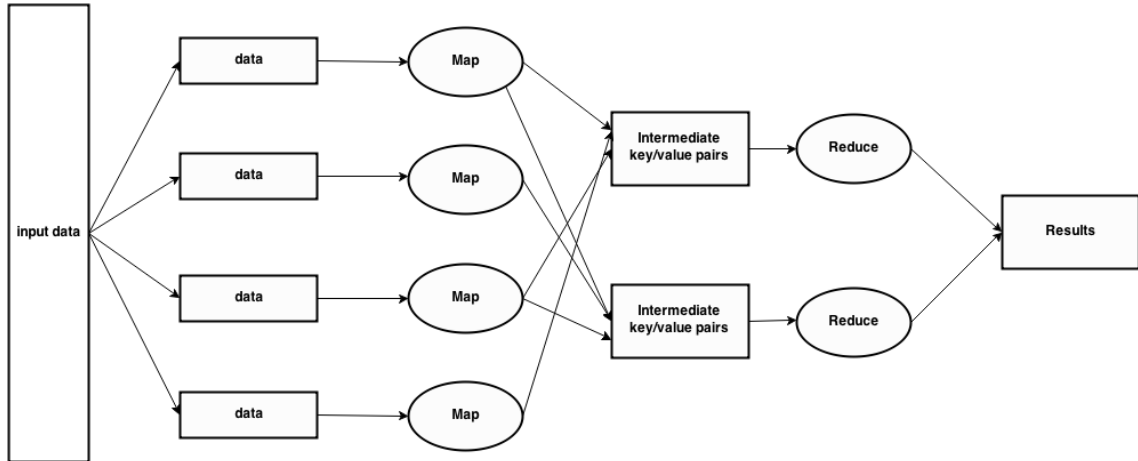 input data
data
Map
data
Map
data
Map
data
Map
Intermediate
key/value pairs
Reduce
Intermediate
key/value pairs
Reduce
Results